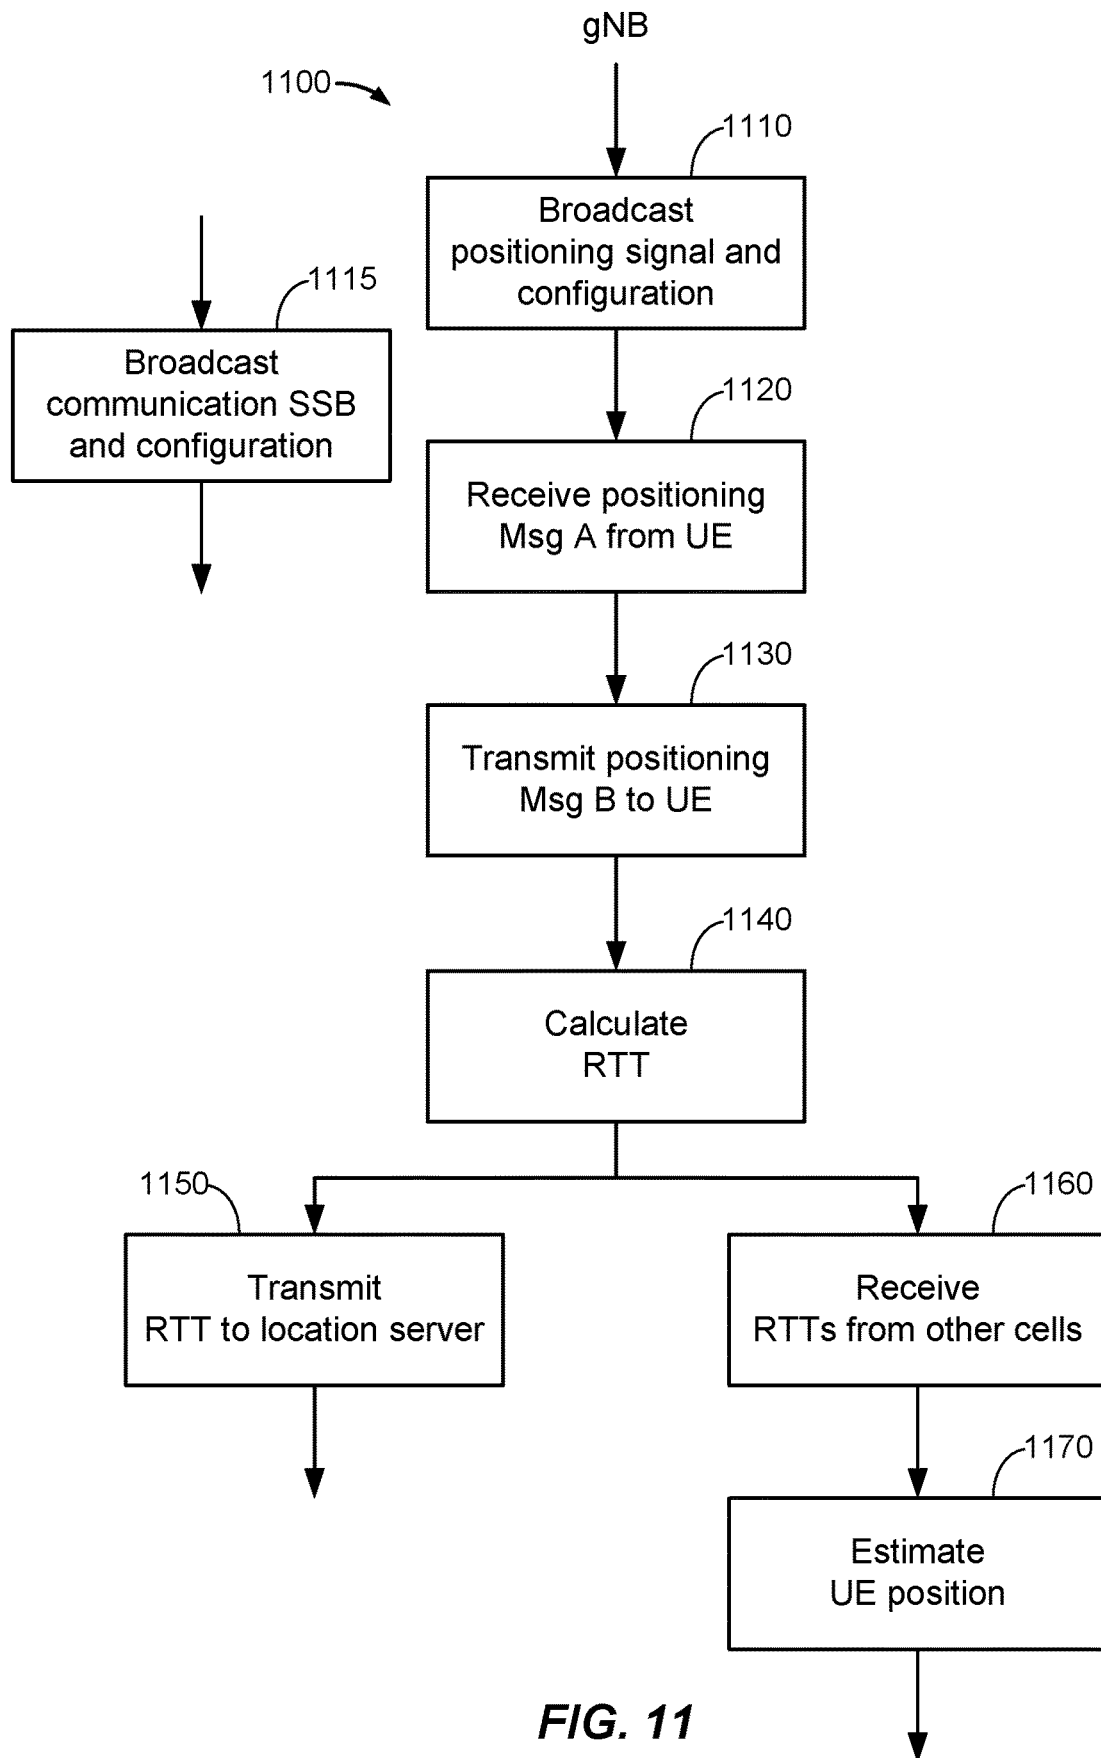 gNB
1100
1110
Broadcast
positioning signal and
configuration
1115
Broadcast
communication SSB
and configuration
1120
Receive positioning
Msg A from UE
1130
Transmit positioning
Msg B to UE
1140
Calculate
RTT
1150
Transmit
RTT to location server
1160
Receive
RTTs from other cells
1170
Estimate
UE position
FIG. 11